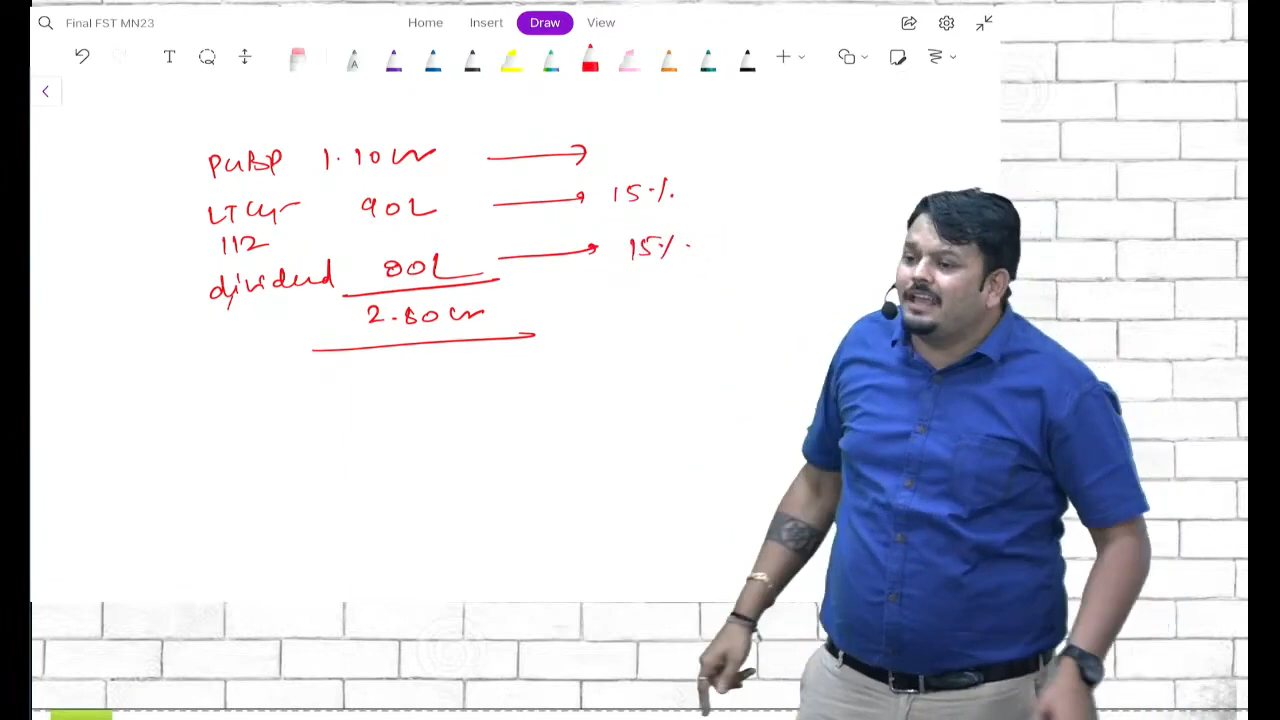 Final FST MN23
Home Insert Draw View
T
A
PGBP 1.10 cr
LTCG 90L 15%
112
dividend 80L 15%
2.80 cr